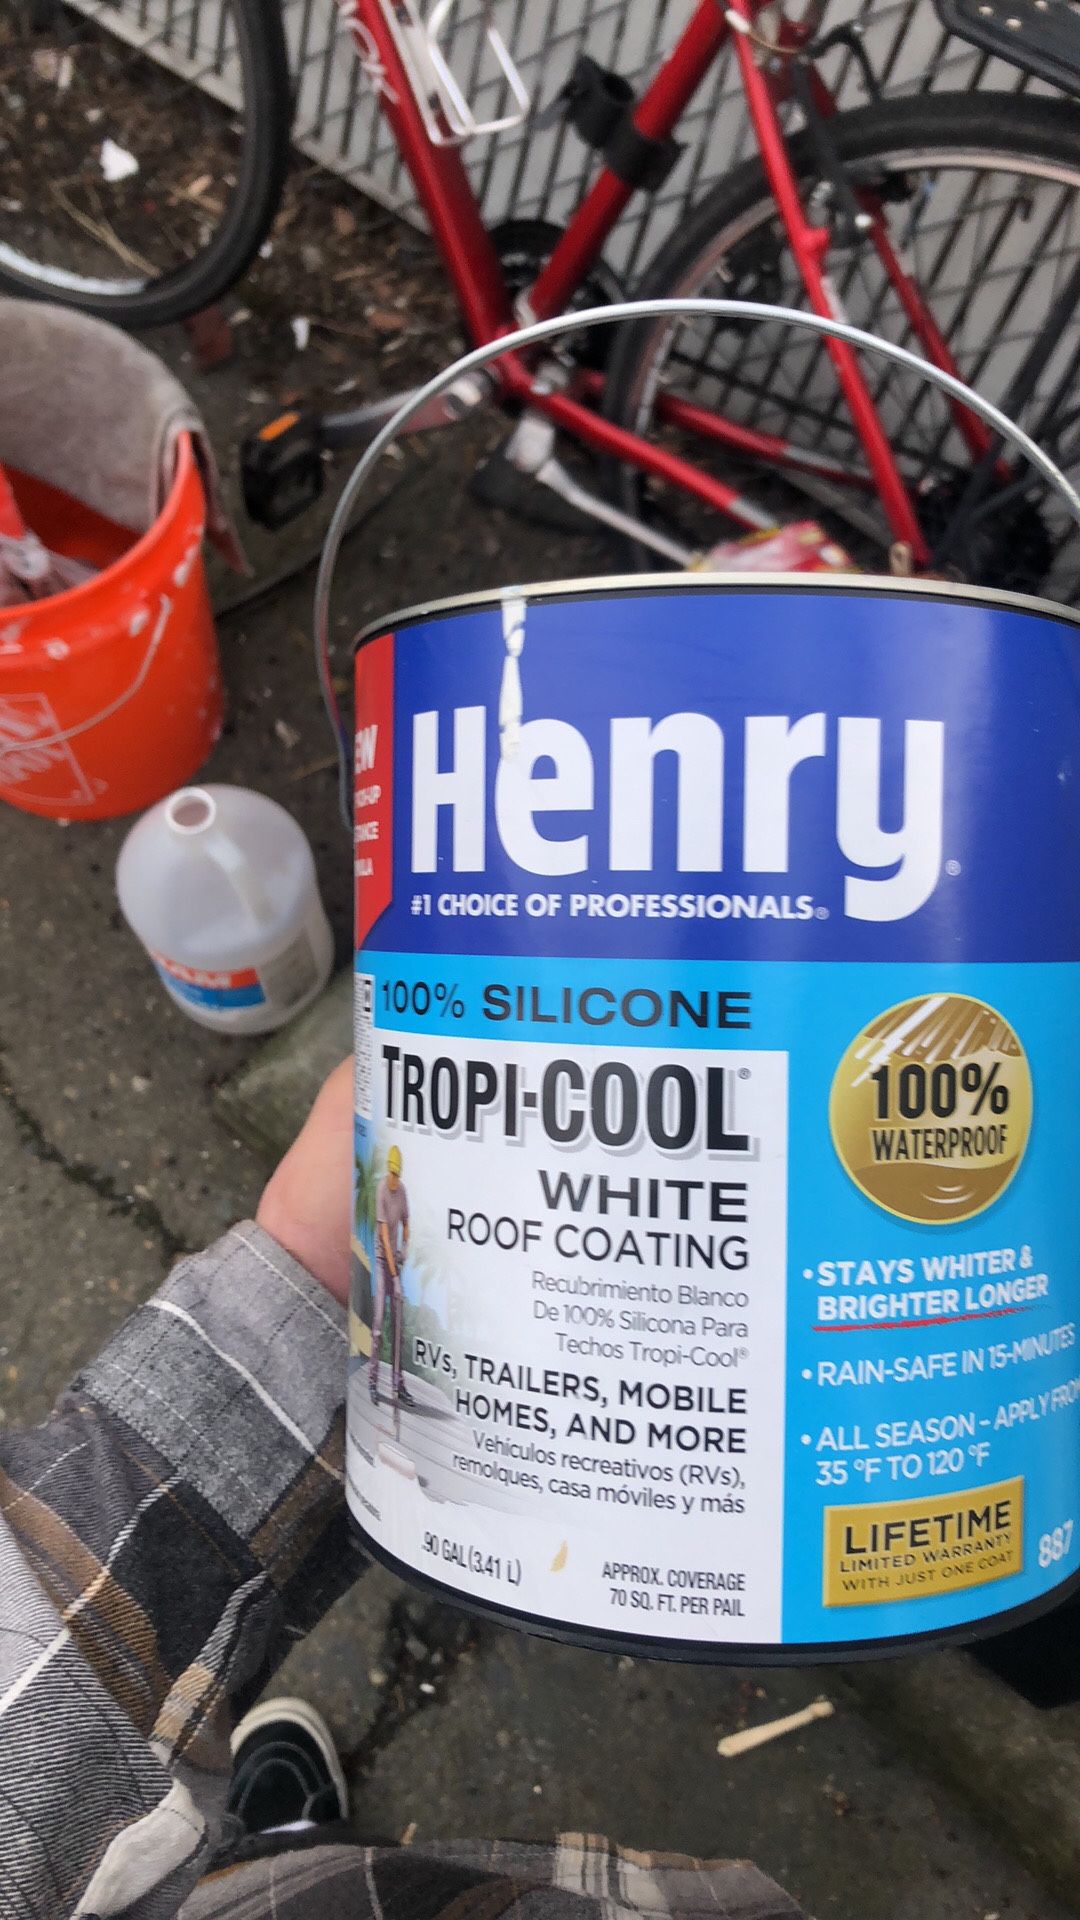 Henry®
#1 CHOICE OF PROFESSIONALS®
100% SILICONE
TROPI-COOL®
WHITE
ROOF COATING
Recubrimiento Blanco
De 100% Silicona Para
Techos Tropi-Cool®
RVs, TRAILERS, MOBILE
HOMES, AND MORE
Vehículos recreativos (RVs),
remolques, casa móviles y más
.90 GAL (3.41 L)
APPROX. COVERAGE
70 SQ. FT. PER PAIL
100%
WATERPROOF
•STAYS WHITER &
BRIGHTER LONGER
•RAIN-SAFE IN 15-MINUTES
•ALL SEASON – APPLY FRO
35 °F TO 120 °F
LIFETIME
LIMITED WARRANTY
WITH JUST ONE COAT
887